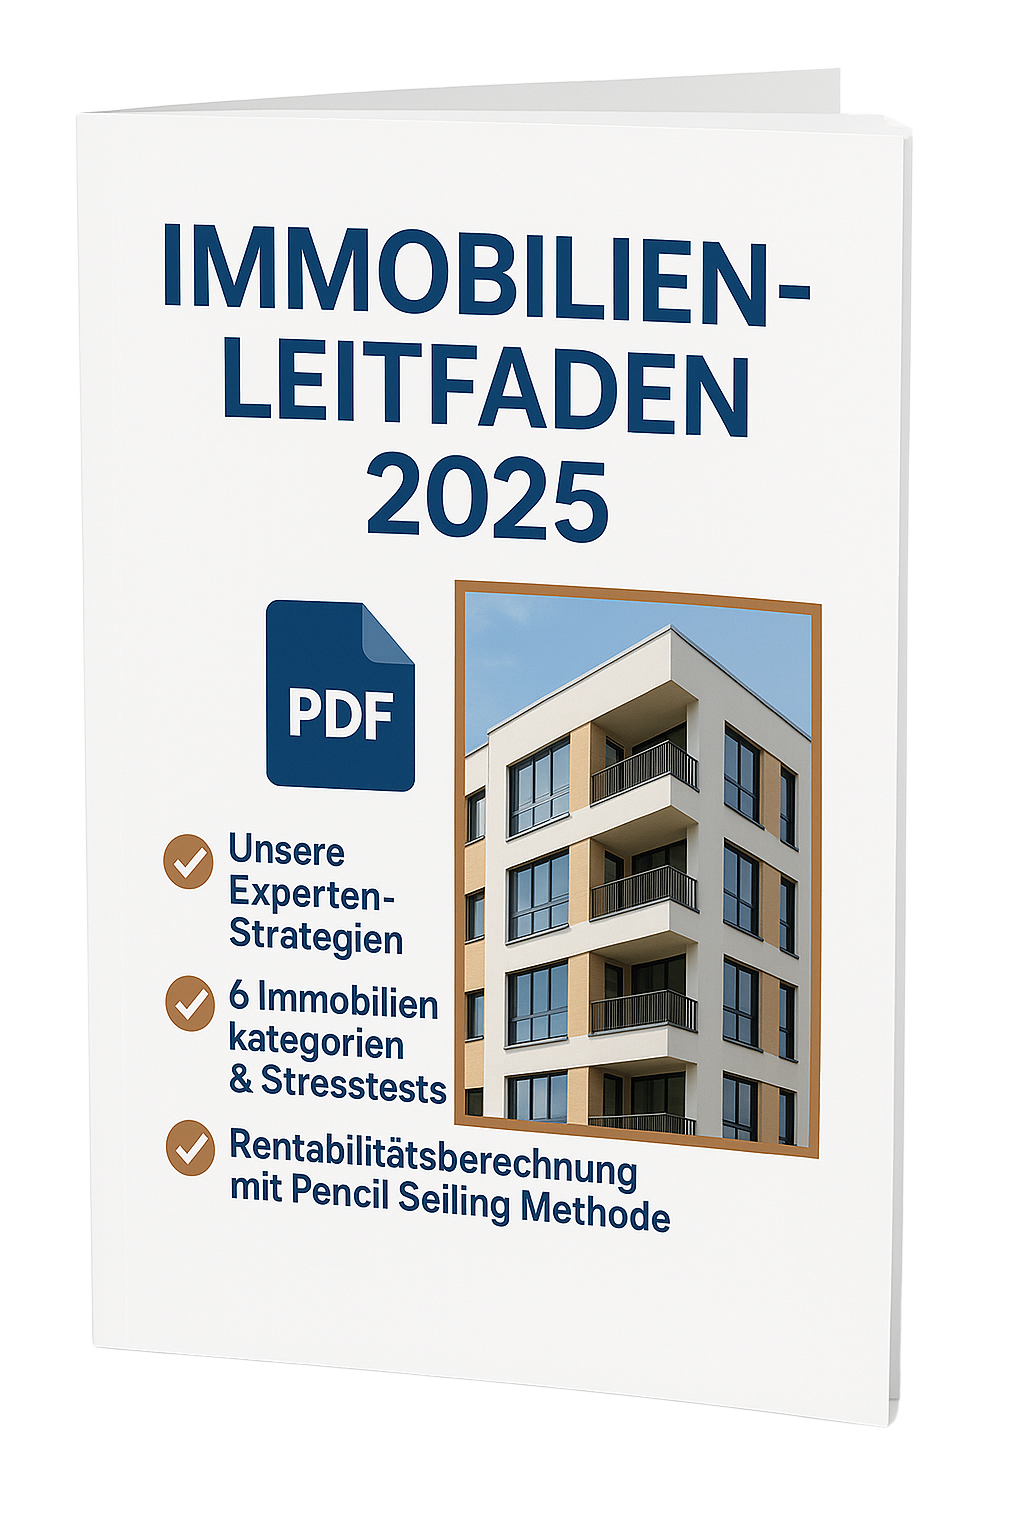 IMMOBILIEN-
LEITFADEN
2025
PDF
Unsere
Experten-
Strategien
6 Immobilien
kategorien
& Stresstests
Rentabilitätsberechnung
mit Pencil Seiling Methode